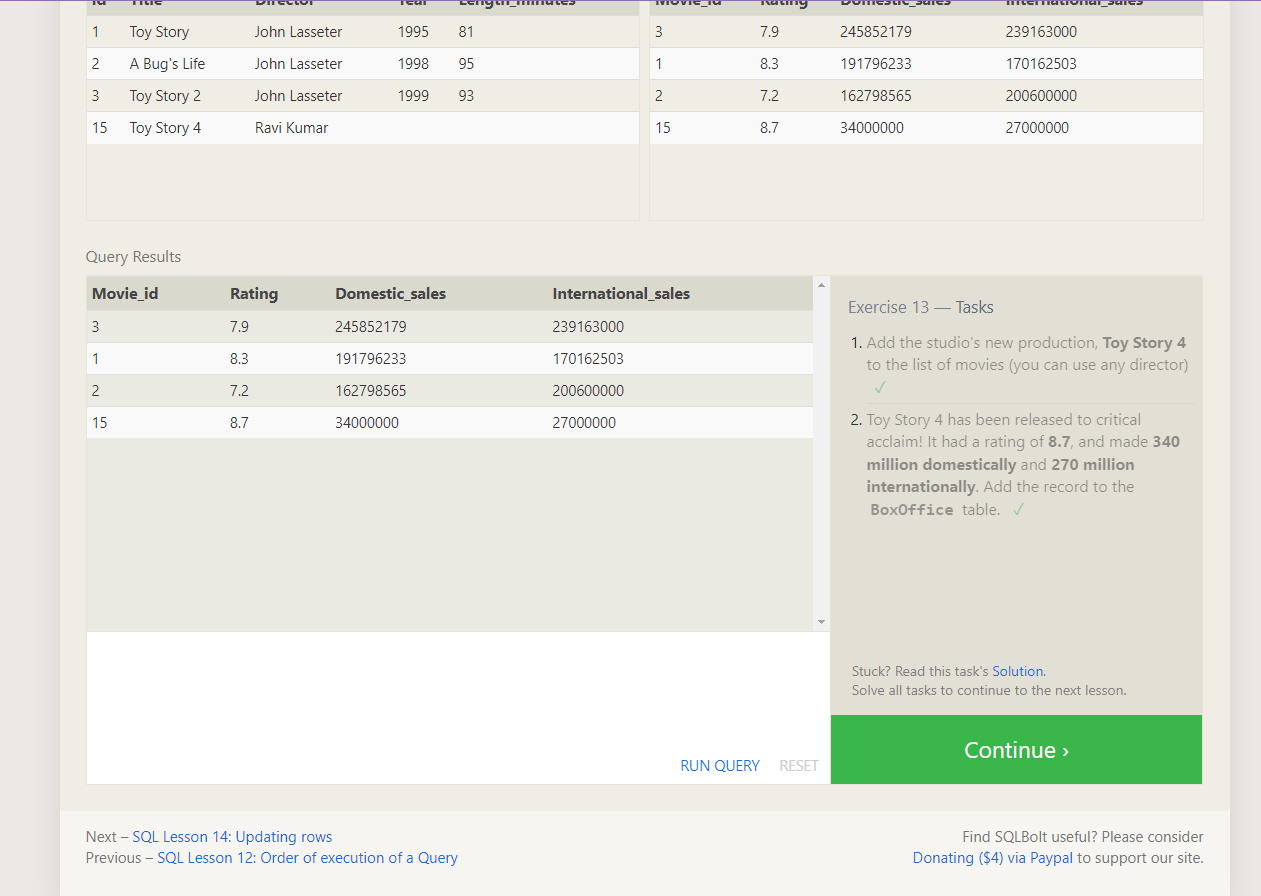 Id Title Director Year Length_minutes
1 Toy Story John Lasseter 1995 81
2 A Bug's Life John Lasseter 1998 95
3 Toy Story 2 John Lasseter 1999 93
15 Toy Story 4 Ravi Kumar
Movie_id Rating Domestic_sales International_sales
3 7.9 245852179 239163000
1 8.3 191796233 170162503
2 7.2 162798565 200600000
15 8.7 34000000 27000000
Query Results
Movie_id Rating Domestic_sales International_sales
3 7.9 245852179 239163000
1 8.3 191796233 170162503
2 7.2 162798565 200600000
15 8.7 34000000 27000000
RUN QUERY RESET
Exercise 13 — Tasks
1. Add the studio's new production, Toy Story 4
to the list of movies (you can use any director)
✓
2. Toy Story 4 has been released to critical
acclaim! It had a rating of 8.7, and made 340
million domestically and 270 million
internationally. Add the record to the
BoxOffice table. ✓
Stuck? Read this task's Solution.
Solve all tasks to continue to the next lesson.
Continue ›
Next – SQL Lesson 14: Updating rows
Previous – SQL Lesson 12: Order of execution of a Query
Find SQLBolt useful? Please consider
Donating ($4) via Paypal to support our site.